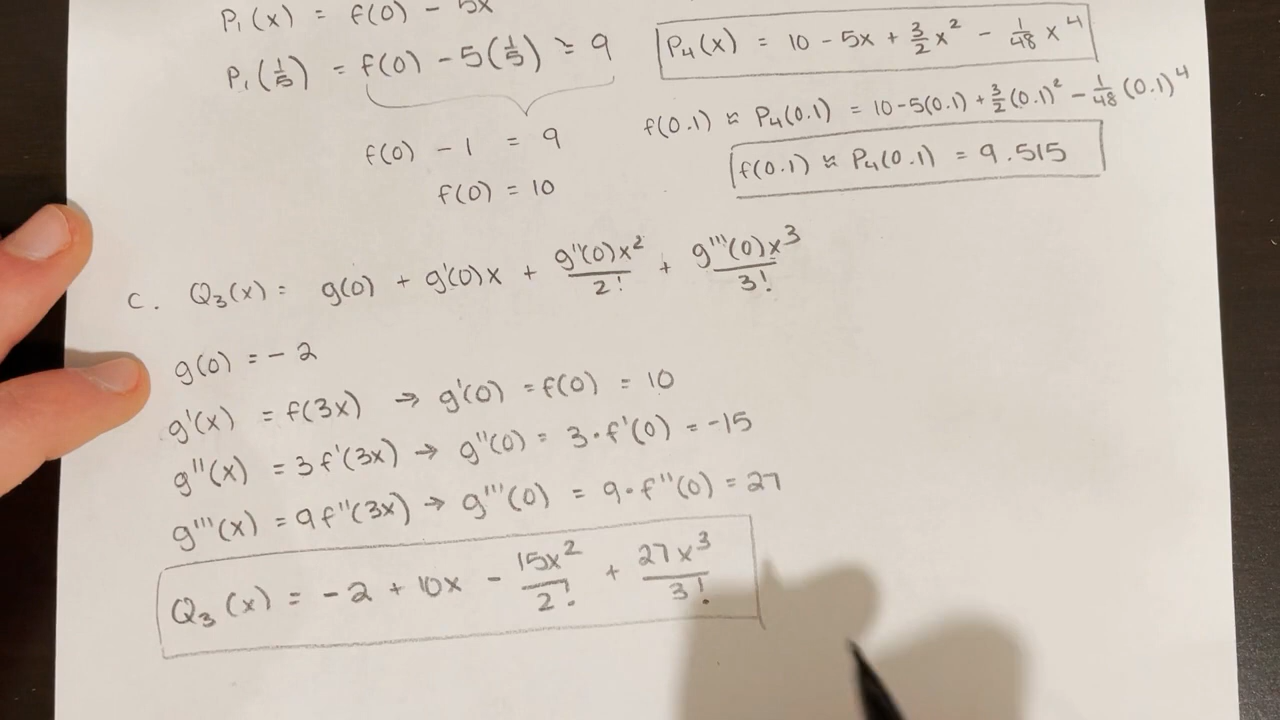 P₁(x) = f(0) - 5x
P₁(1/5) = f(0) - 5(1/5) = 9
f(0) - 1 = 9
f(0) = 10
P₄(x) = 10 - 5x + 3/2 x² - 1/48 x⁴
f(0.1) ≈ P₄(0.1) = 10-5(0.1) + 3/2 (0.1)² - 1/48 (0.1)⁴
f(0.1) ≈ P₄(0.1) = 9.515
c. Q₃(x) = g(0) + g'(0)x + g''(0)x²/2! + g'''(0)x³/3!
g(0) = -2
g'(x) = f(3x) → g'(0) = f(0) = 10
g''(x) = 3f'(3x) → g''(0) = 3·f'(0) = -15
g'''(x) = 9f''(3x) → g'''(0) = 9·f''(0) = 27
Q₃(x) = -2 + 10x - 15x²/2! + 27x³/3!